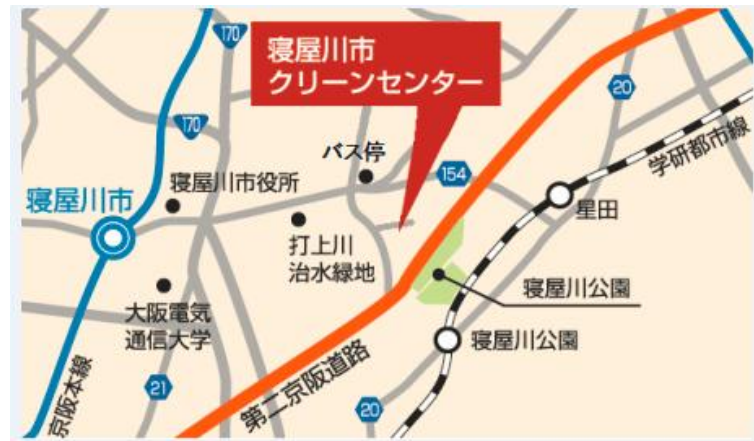 170
寝屋川市
クリーンセンター
20
170
バス停
154
学研都市線
寝屋川市役所
寝屋川市
星田
打上川
治水緑地
寝屋川公園
大阪電気
通信大学
寝屋川公園
第二京阪道路
21
20
京阪本線